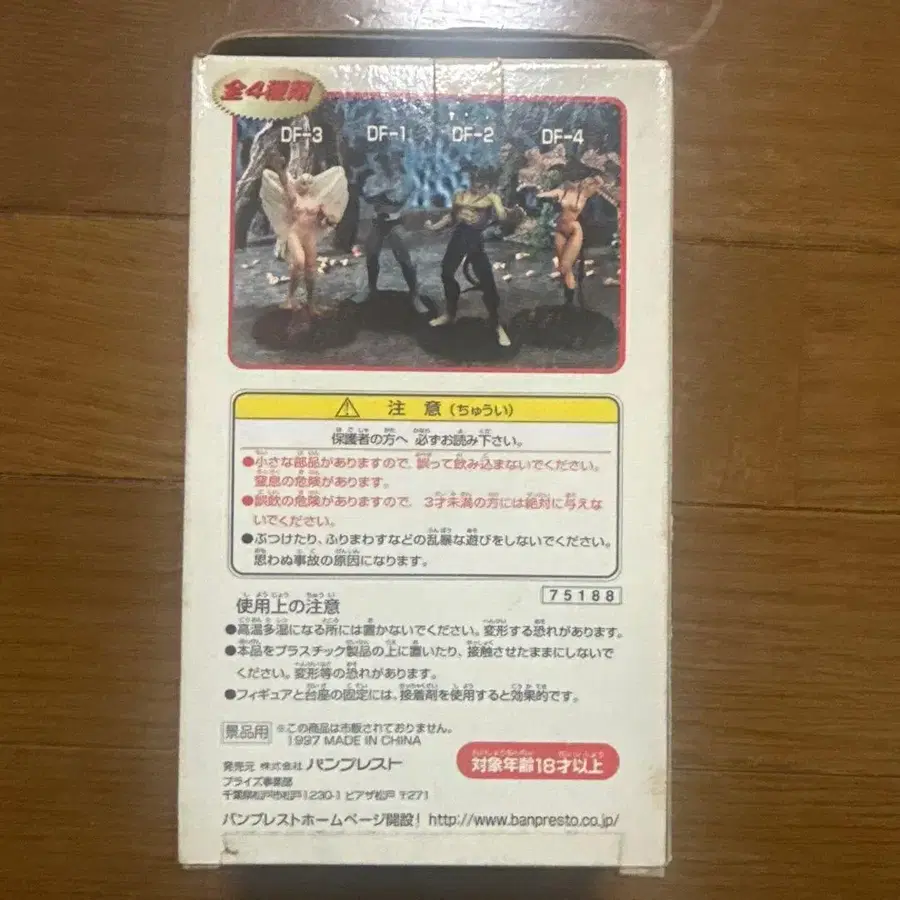 全4種類
DF-3 DF-1 DF-2 DF-4
注意(ちゅうい)
保護者の方へ 必ずお読み下さい。
●小さな部品がありますので、誤って飲み込まないでください。
窒息の危険があります。
●誤飲の危険がありますので、3才未満の方には絶対に与えな
いでください。
●ぶつけたり、ふりまわすなどの乱暴な遊びをしないでください。
思わぬ事故の原因になります。
75188
使用上の注意
●高温多湿になる所には置かないでください。変形する恐れがあります。
●本品をプラスチック製品の上に置いたり、接触させたままにしないで
ください。変形等の恐れがあります。
●フィギュアと台座の固定には、接着剤を使用すると効果的です。
景品用 ※この商品は市販されておりません。
1997 MADE IN CHINA
発売元 株式会社 バンプレスト
プライズ事業部
千葉県松戸市松戸1230-1 ピアザ松戸 〒271
対象年齢18才以上
バンプレストホームページ開設! http://www.banpresto.co.jp/